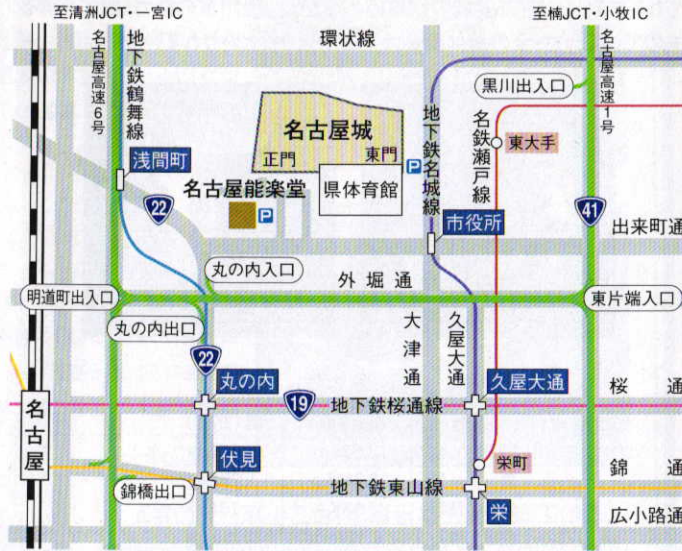 至清洲JCT・一宮IC
至楠JCT・小牧IC
名古屋高速6号
地下鉄鶴舞線
環状線
名古屋高速1号
黒川出入口
名古屋城
正門
東門
P
地下鉄名城線
名鉄瀬戸線
東大手
浅間町
22
名古屋能楽堂
P
県体育館
市役所
41
出来町通
丸の内入口
外堀通
明道町出入口
東片端入口
丸の内出口
大津通
久屋大通
22
丸の内
19
地下鉄桜通線
久屋大通
桜通
名古屋
伏見
栄町
錦通
錦橋出口
地下鉄東山線
栄
広小路通